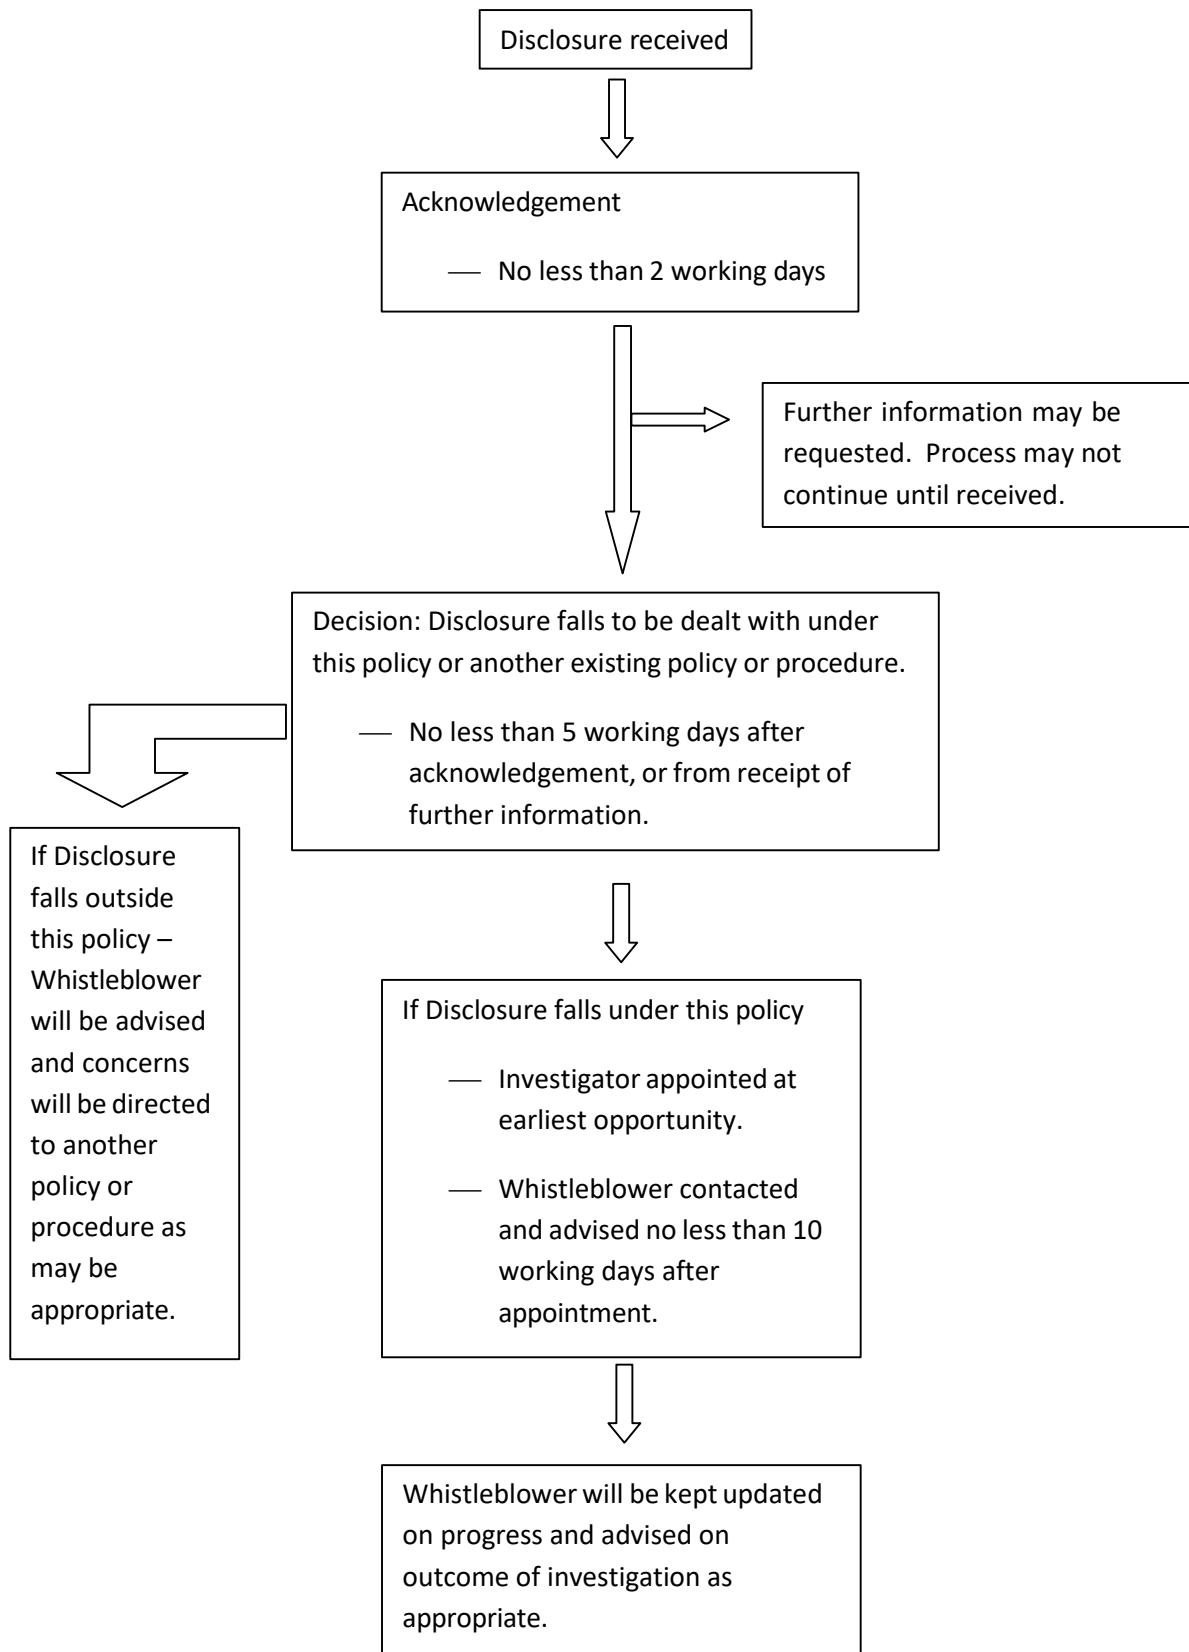 Disclosure received
Acknowledgement
— No less than 2 working days
Further information may be
requested.  Process may not
continue until received.
Decision: Disclosure falls to be dealt with under
this policy or another existing policy or procedure.
— No less than 5 working days after
acknowledgement, or from receipt of
further information.
If Disclosure
falls outside
this policy –
Whistleblower
will be advised
and concerns
will be directed
to another
policy or
procedure as
may be
appropriate.
If Disclosure falls under this policy
— Investigator appointed at
earliest opportunity.
— Whistleblower contacted
and advised no less than 10
working days after
appointment.
Whistleblower will be kept updated
on progress and advised on
outcome of investigation as
appropriate.